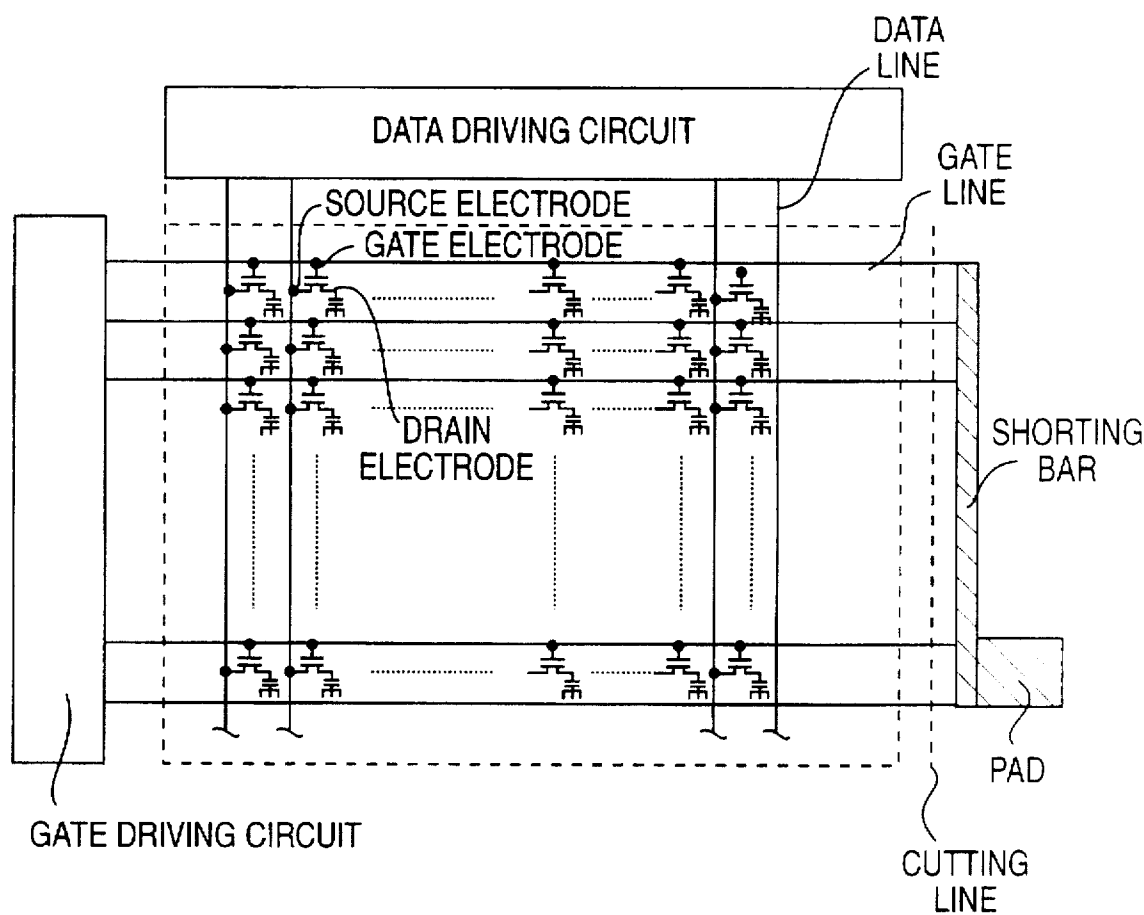 DATA
LINE
DATA DRIVING CIRCUIT
GATE
LINE
SOURCE ELECTRODE
GATE ELECTRODE
DRAIN
ELECTRODE
SHORTING
BAR
PAD
GATE DRIVING CIRCUIT
CUTTING
LINE